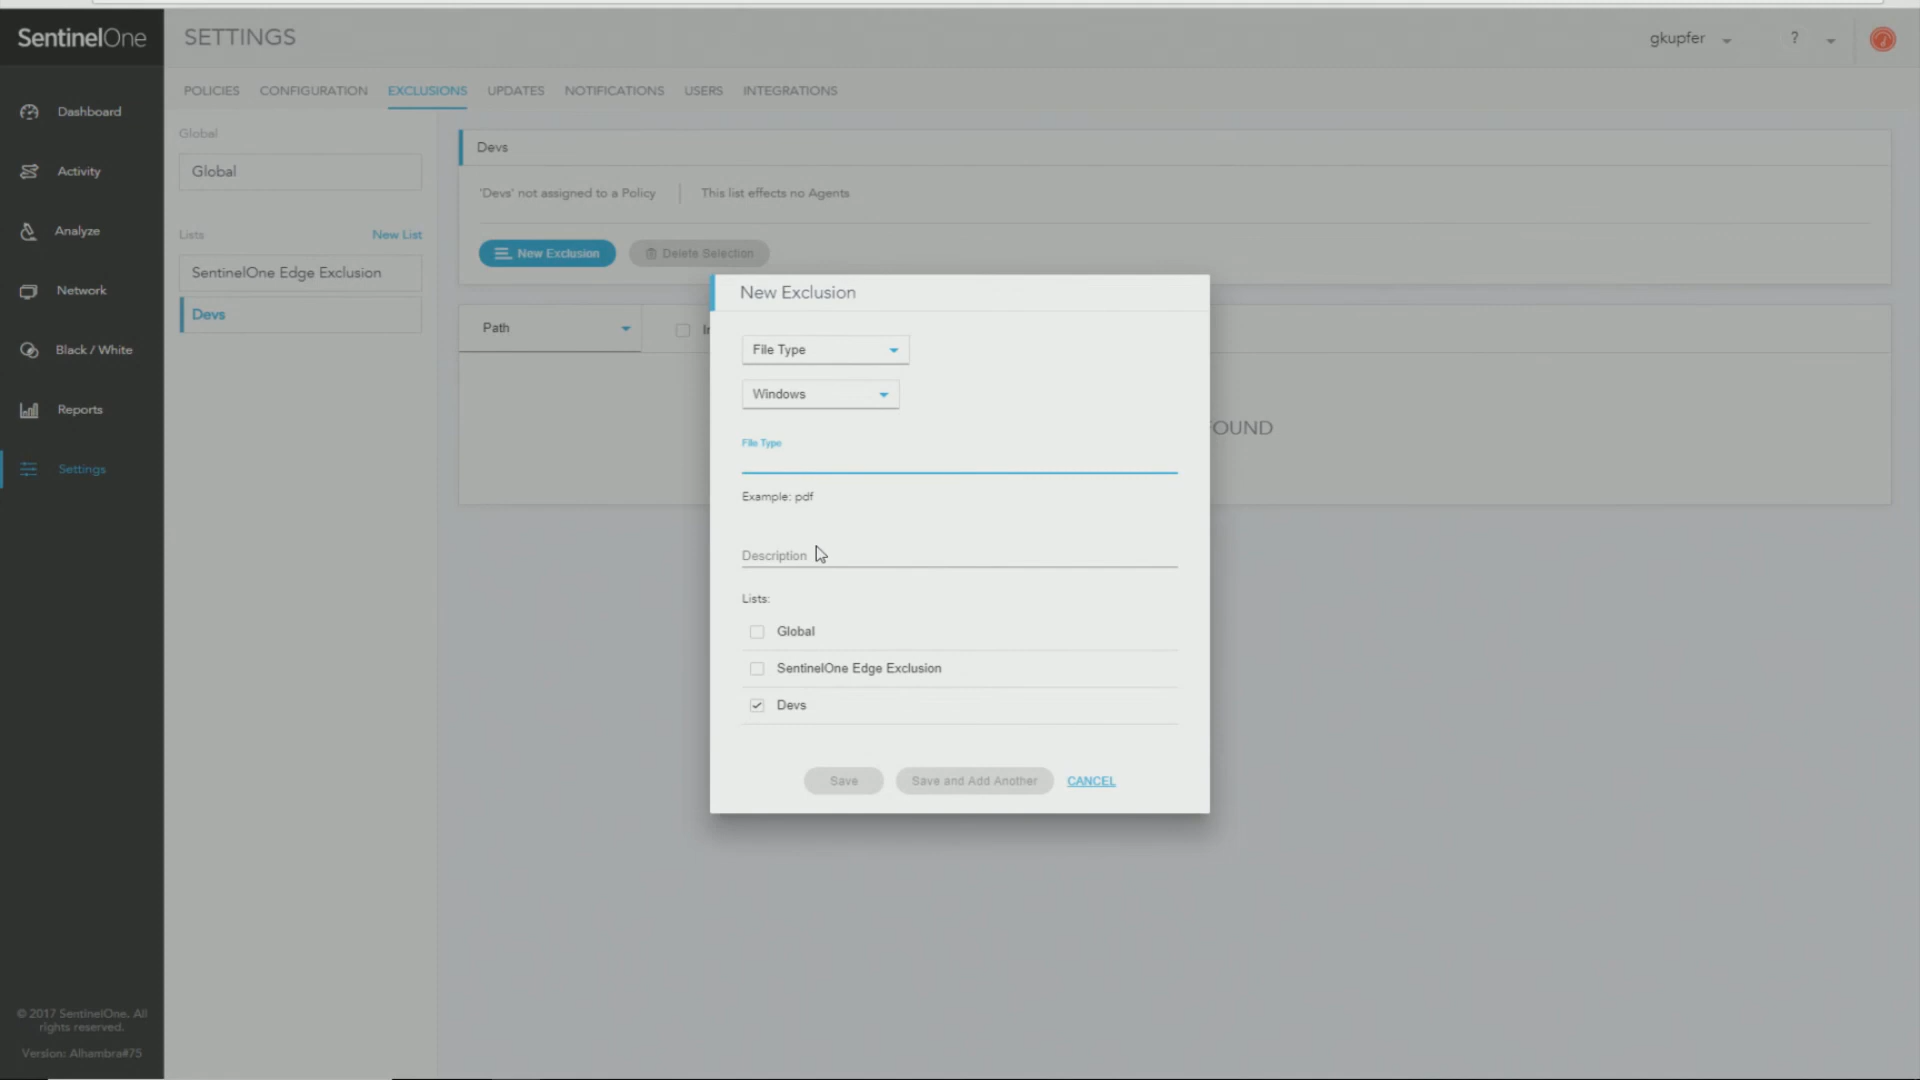 SentinelOne
SETTINGS
gkupfer
?
POLICIES
CONFIGURATION
EXCLUSIONS
UPDATES
NOTIFICATIONS
USERS
INTEGRATIONS
Dashboard
Activity
Analyze
Network
Black / White
Reports
Settings
© 2017 SentinelOne. All
rights reserved.
Version: Alhambra#75
Global
Global
Lists
New List
SentinelOne Edge Exclusion
Devs
Devs
'Devs' not assigned to a Policy
This list effects no Agents
New Exclusion
Delete Selection
Path
OUND
New Exclusion
File Type
Windows
File Type
Example: pdf
Description
Lists:
Global
SentinelOne Edge Exclusion
Devs
Save
Save and Add Another
CANCEL